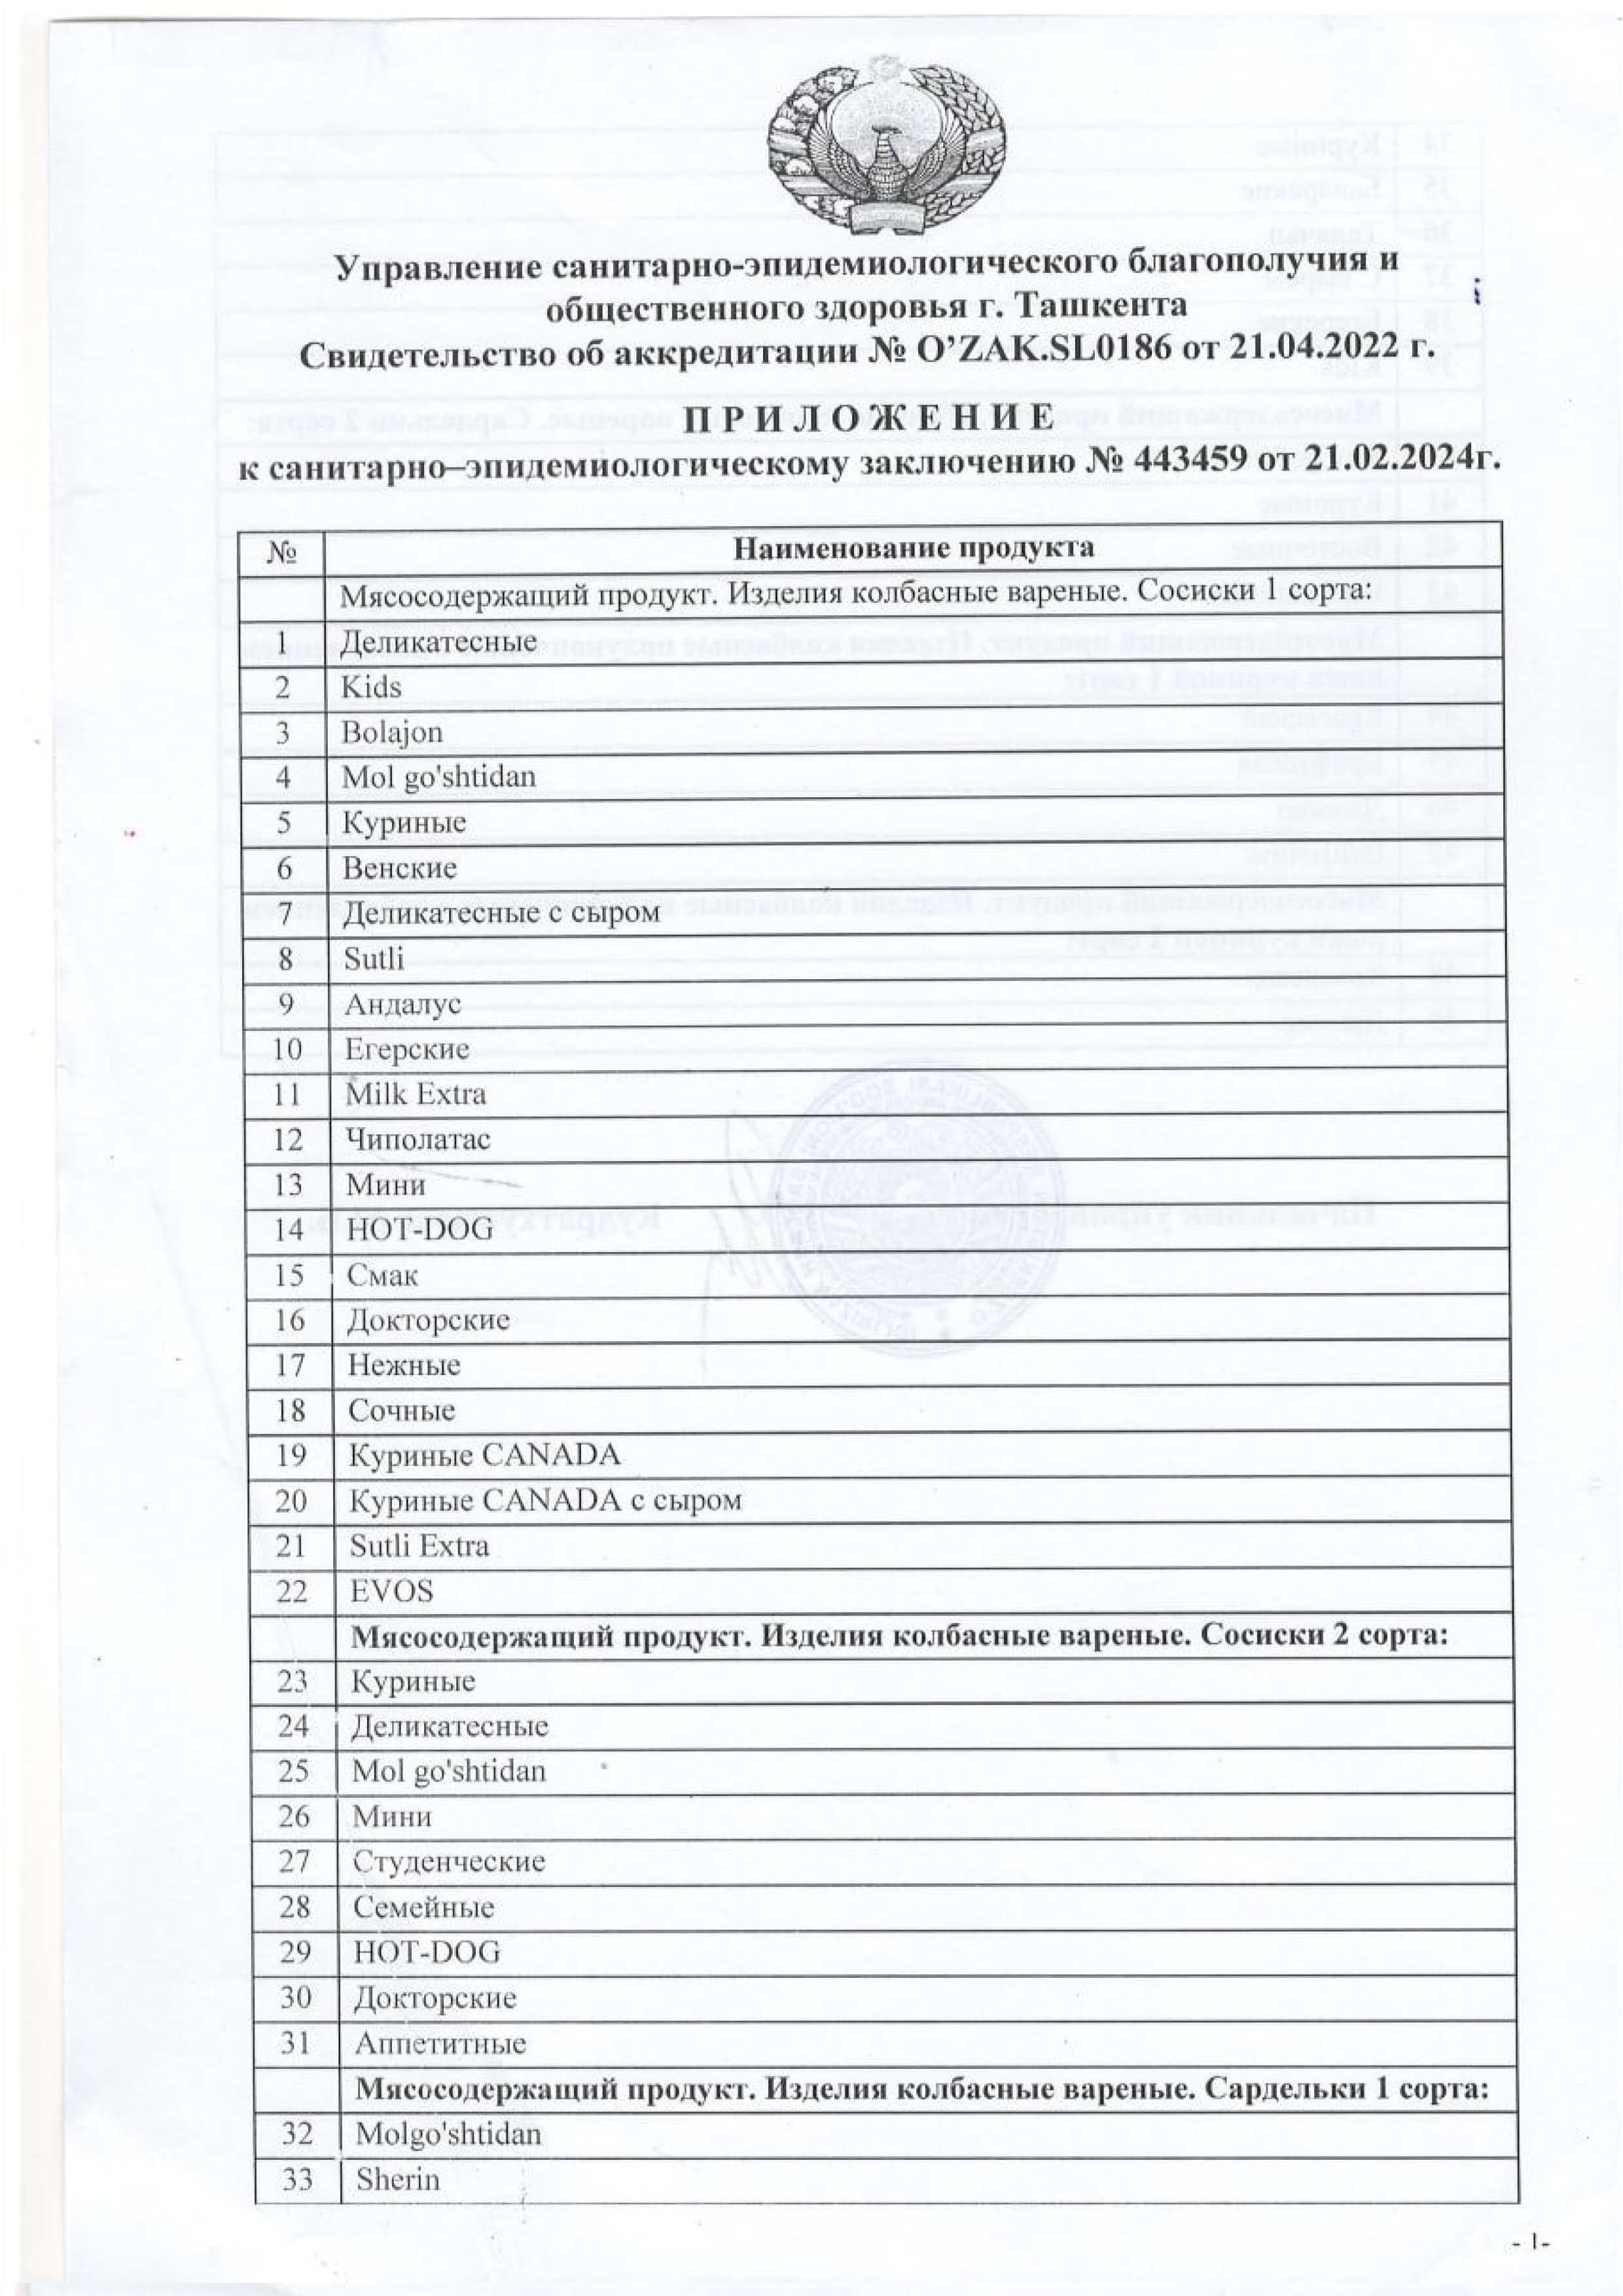 Управление санитарно-эпидемиологического благополучия и
общественного здоровья г. Ташкента
Свидетельство об аккредитации № O’ZAK.SL0186 от 21.04.2022 г.
ПРИЛОЖЕНИЕ
к санитарно–эпидемиологическому заключению № 443459 от 21.02.2024г.
№ Наименование продукта
Мясосодержащий продукт. Изделия колбасные вареные. Сосиски 1 сорта:
1 Деликатесные
2 Kids
3 Bolajon
4 Mol go'shtidan
5 Куриные
6 Венские
7 Деликатесные с сыром
8 Sutli
9 Андалус
10 Егерские
11 Milk Extra
12 Чиполатас
13 Мини
14 HOT-DOG
15 Смак
16 Докторские
17 Нежные
18 Сочные
19 Куриные CANADA
20 Куриные CANADA с сыром
21 Sutli Extra
22 EVOS
Мясосодержащий продукт. Изделия колбасные вареные. Сосиски 2 сорта:
23 Куриные
24 Деликатесные
25 Mol go'shtidan
26 Мини
27 Студенческие
28 Семейные
29 HOT-DOG
30 Докторские
31 Аппетитные
Мясосодержащий продукт. Изделия колбасные вареные. Сардельки 1 сорта:
32 Molgo'shtidan
33 Sherin
- 1-